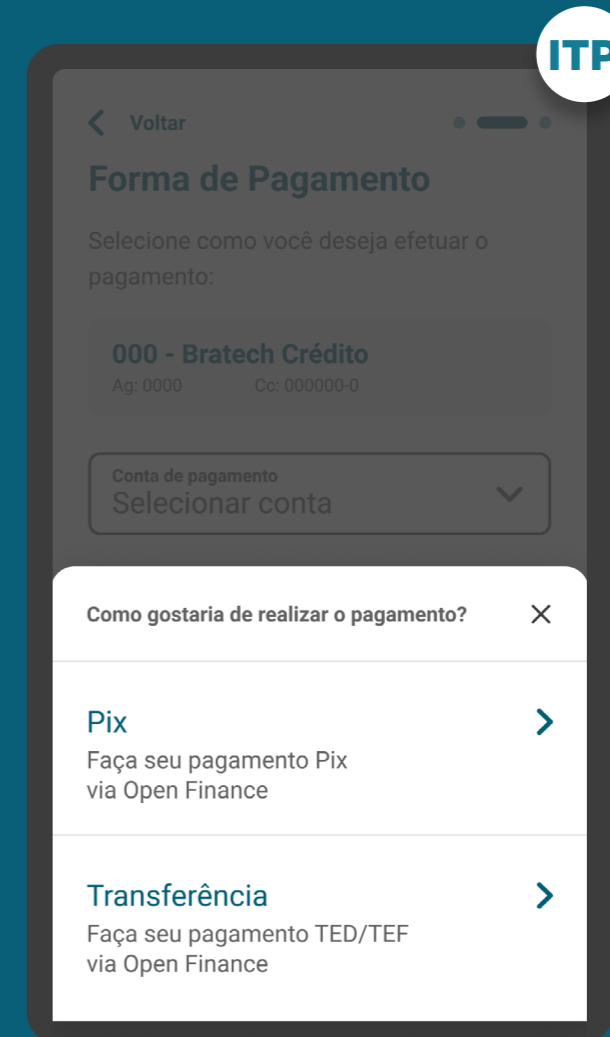 ITP
Voltar
Forma de Pagamento
Selecione como você deseja efetuar o
pagamento:
000 - Bratech Crédito
Ag: 0000 Cc: 000000-0
Conta de pagamento
Selecionar conta
Como gostaria de realizar o pagamento?
Pix
Faça seu pagamento Pix
via Open Finance
Transferência
Faça seu pagamento TED/TEF
via Open Finance